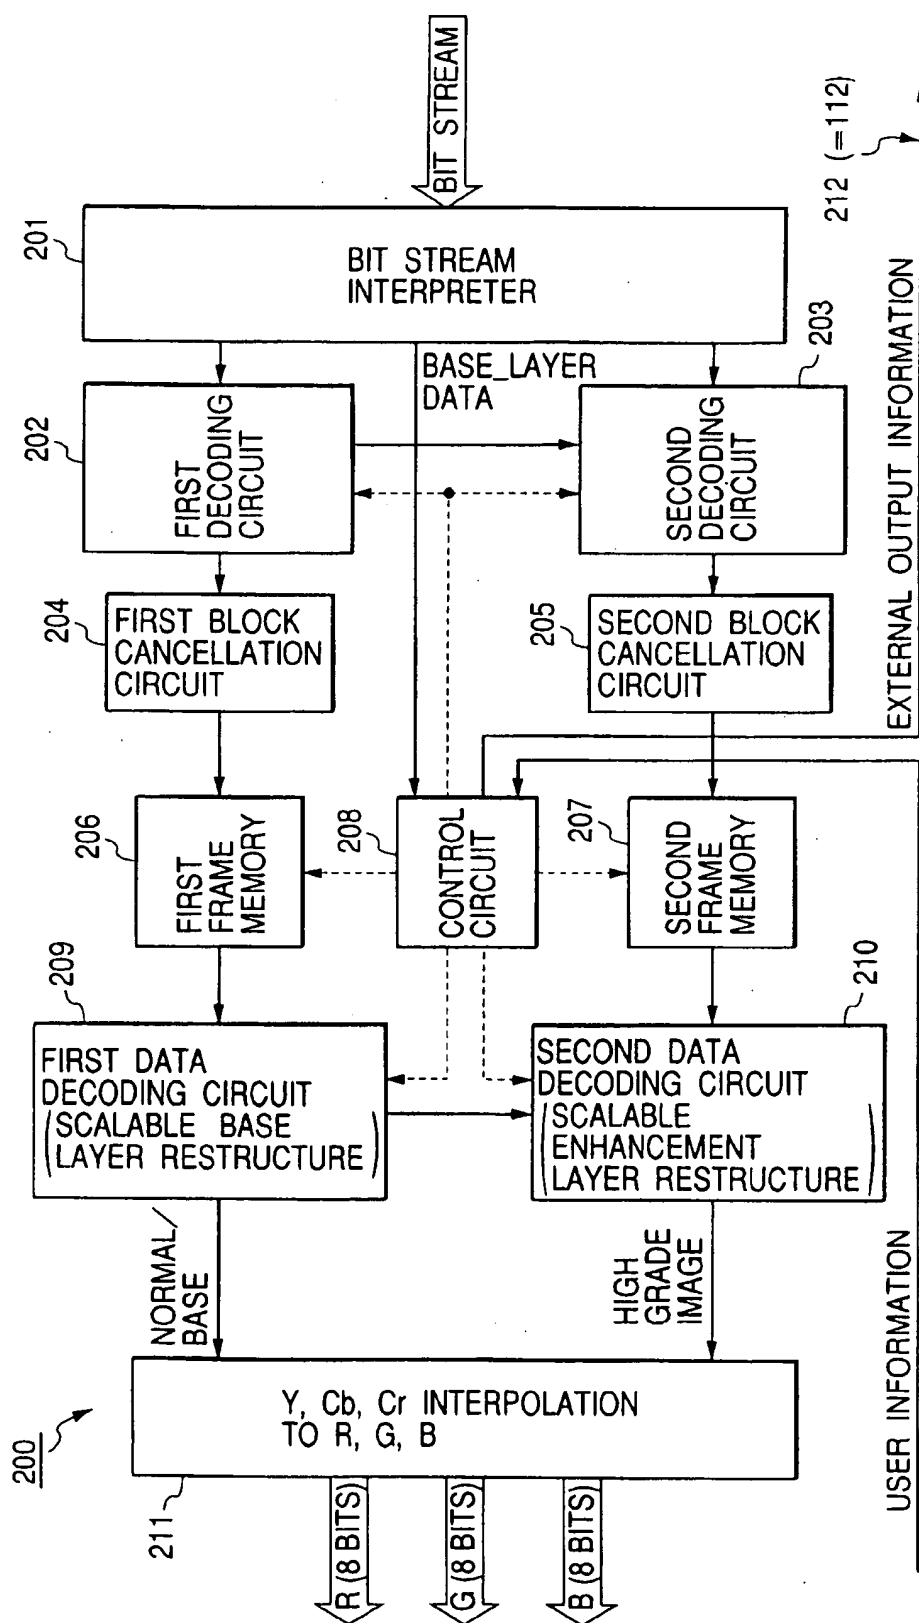 200
BIT STREAM
201
BIT STREAM
INTERPRETER
BASE_LAYER
DATA
202
FIRST
DECODING
CIRCUIT
203
SECOND
DECODING
CIRCUIT
204
FIRST BLOCK
CANCELLATION
CIRCUIT
205
SECOND BLOCK
CANCELLATION
CIRCUIT
206
FIRST
FRAME
MEMORY
208
CONTROL
CIRCUIT
207
SECOND
FRAME
MEMORY
209
FIRST DATA
DECODING CIRCUIT
(SCALABLE BASE
LAYER RESTRUCTURE)
210
SECOND DATA
DECODING CIRCUIT
(SCALABLE
ENHANCEMENT
LAYER RESTRUCTURE)
NORMAL/
BASE
HIGH
GRADE
IMAGE
211
Y, Cb, Cr INTERPOLATION
TO R, G, B
R (8 BITS)
G (8 BITS)
B (8 BITS)
USER INFORMATION
EXTERNAL OUTPUT INFORMATION
212 (=112)